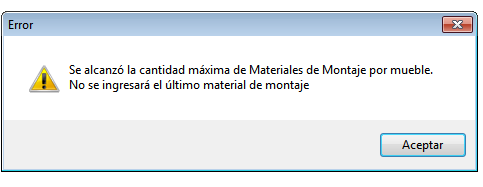 Error
Se alcanzó la cantidad máxima de Materiales de Montaje por mueble.
No se ingresará el último material de montaje
Aceptar